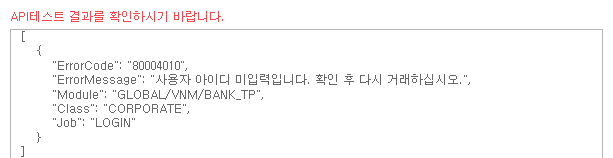 API테스트 결과를 확인하시기 바랍니다.
[
{
"ErrorCode": "80004010",
"ErrorMessage": "사용자 아이디 미입력입니다. 확인 후 다시 거래하십시오.",
"Module": "GLOBAL/VNM/BANK_TP",
"Class": "CORPORATE",
"Job": "LOGIN"
}
]